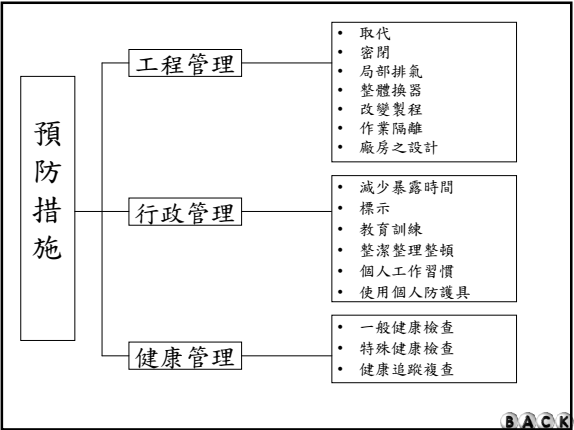 預防措施
工程管理
• 取代
• 密閉
• 局部排氣
• 整體換器
• 改變製程
• 作業隔離
• 廠房之設計
行政管理
• 減少暴露時間
• 標示
• 教育訓練
• 整潔整理整頓
• 個人工作習慣
• 使用個人防護具
健康管理
• 一般健康檢查
• 特殊健康檢查
• 健康追蹤複查
BACK